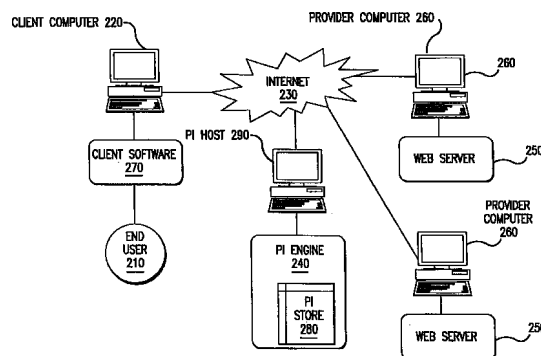 CLIENT COMPUTER 220
PROVIDER COMPUTER 260
260
INTERNET
230
PI HOST 290
CLIENT SOFTWARE
270
WEB SERVER
250
PROVIDER
COMPUTER
260
END
USER
210
PI ENGINE
240
PI
STORE
280
WEB SERVER
250